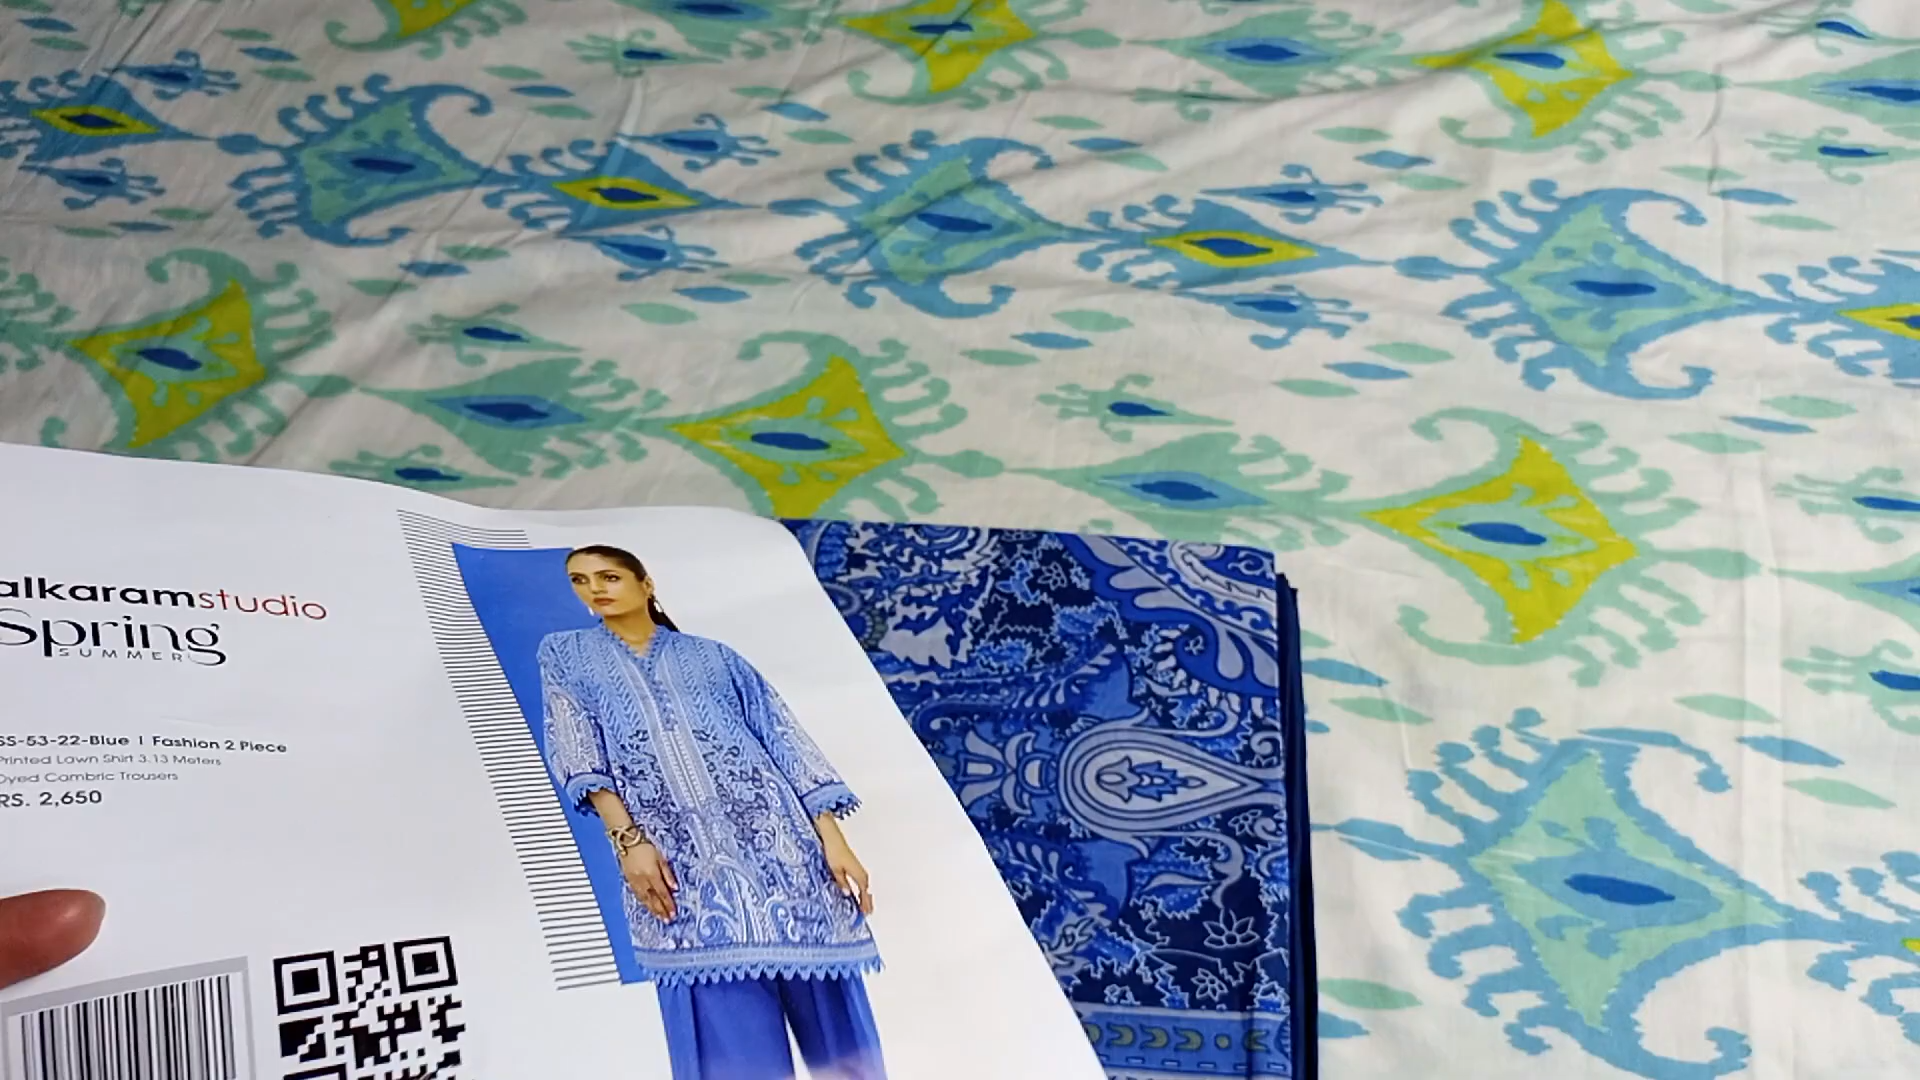 alkaramstudio
Spring
SUMMER
SS-53-22-Blue | Fashion 2 Piece
Printed Lawn Shirt 3.13 Meters
Dyed Cambric Trousers
RS. 2,650